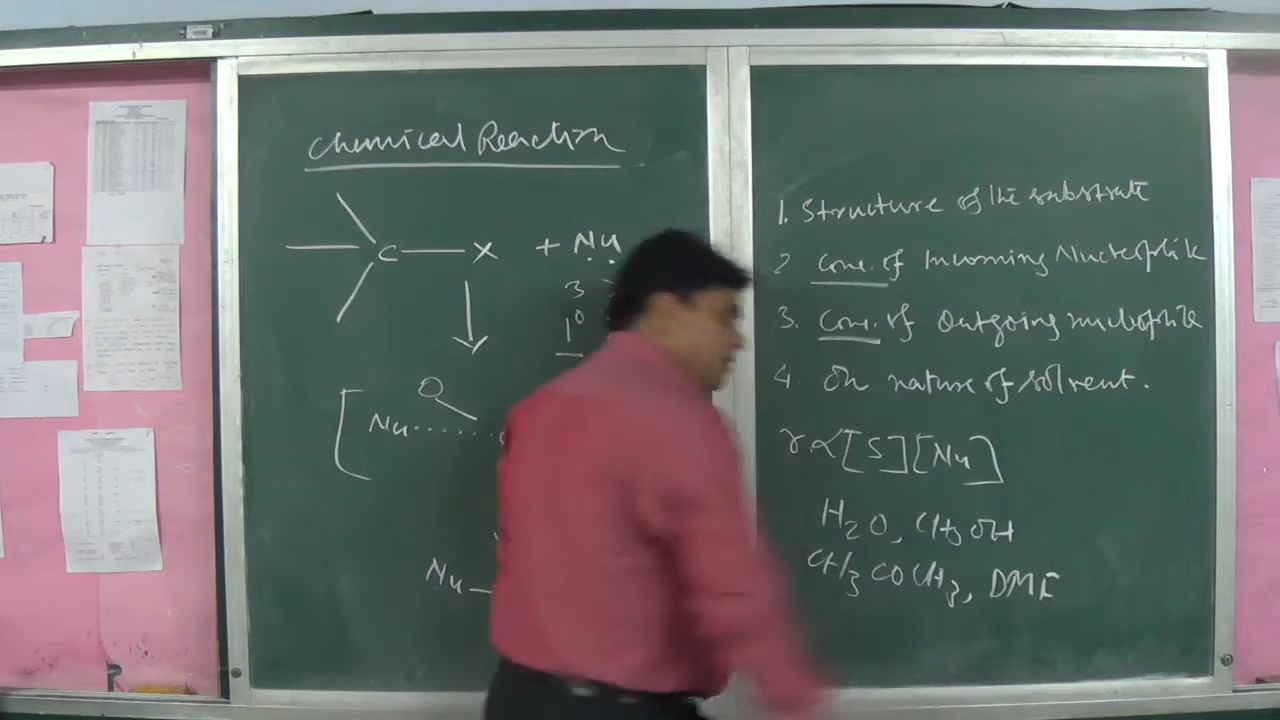 Chemical Reaction
C — X + Nu
3
1°
[ Nu ......
Nu —
1. Structure of the substrate
2 Conc. of Incoming Nucleophile
3. Conc. of Outgoing nucleophile
4. On nature of solvent.
r ∝ [S][Nu]
H₂O, CH₃OH
CH₃COCH₃, DMF